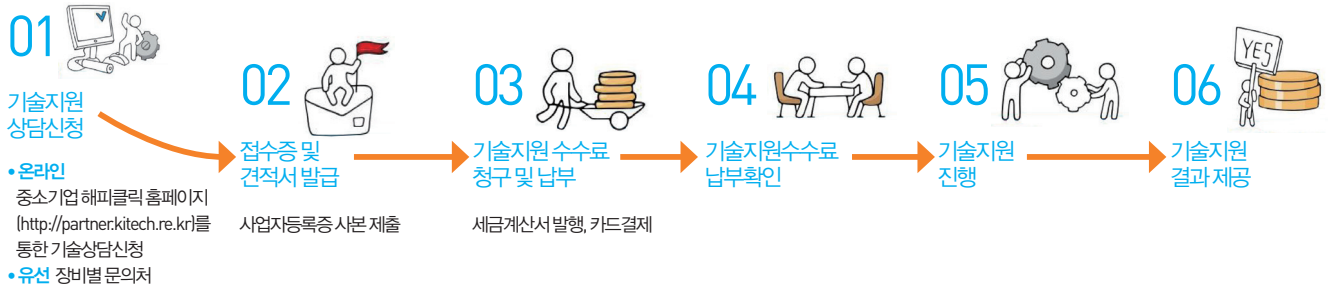 01
기술지원
상담신청
• 온라인
중소기업 해피클릭 홈페이지
(http://partner.kitech.re.kr)를
통한 기술상담신청
• 유선 장비별 문의처
02
접수증 및
견적서 발급
사업자등록증 사본 제출
03
기술지원 수수료
청구 및 납부
세금계산서 발행, 카드결제
04
기술지원수수료
납부확인
05
기술지원
진행
06
YES
기술지원
결과 제공